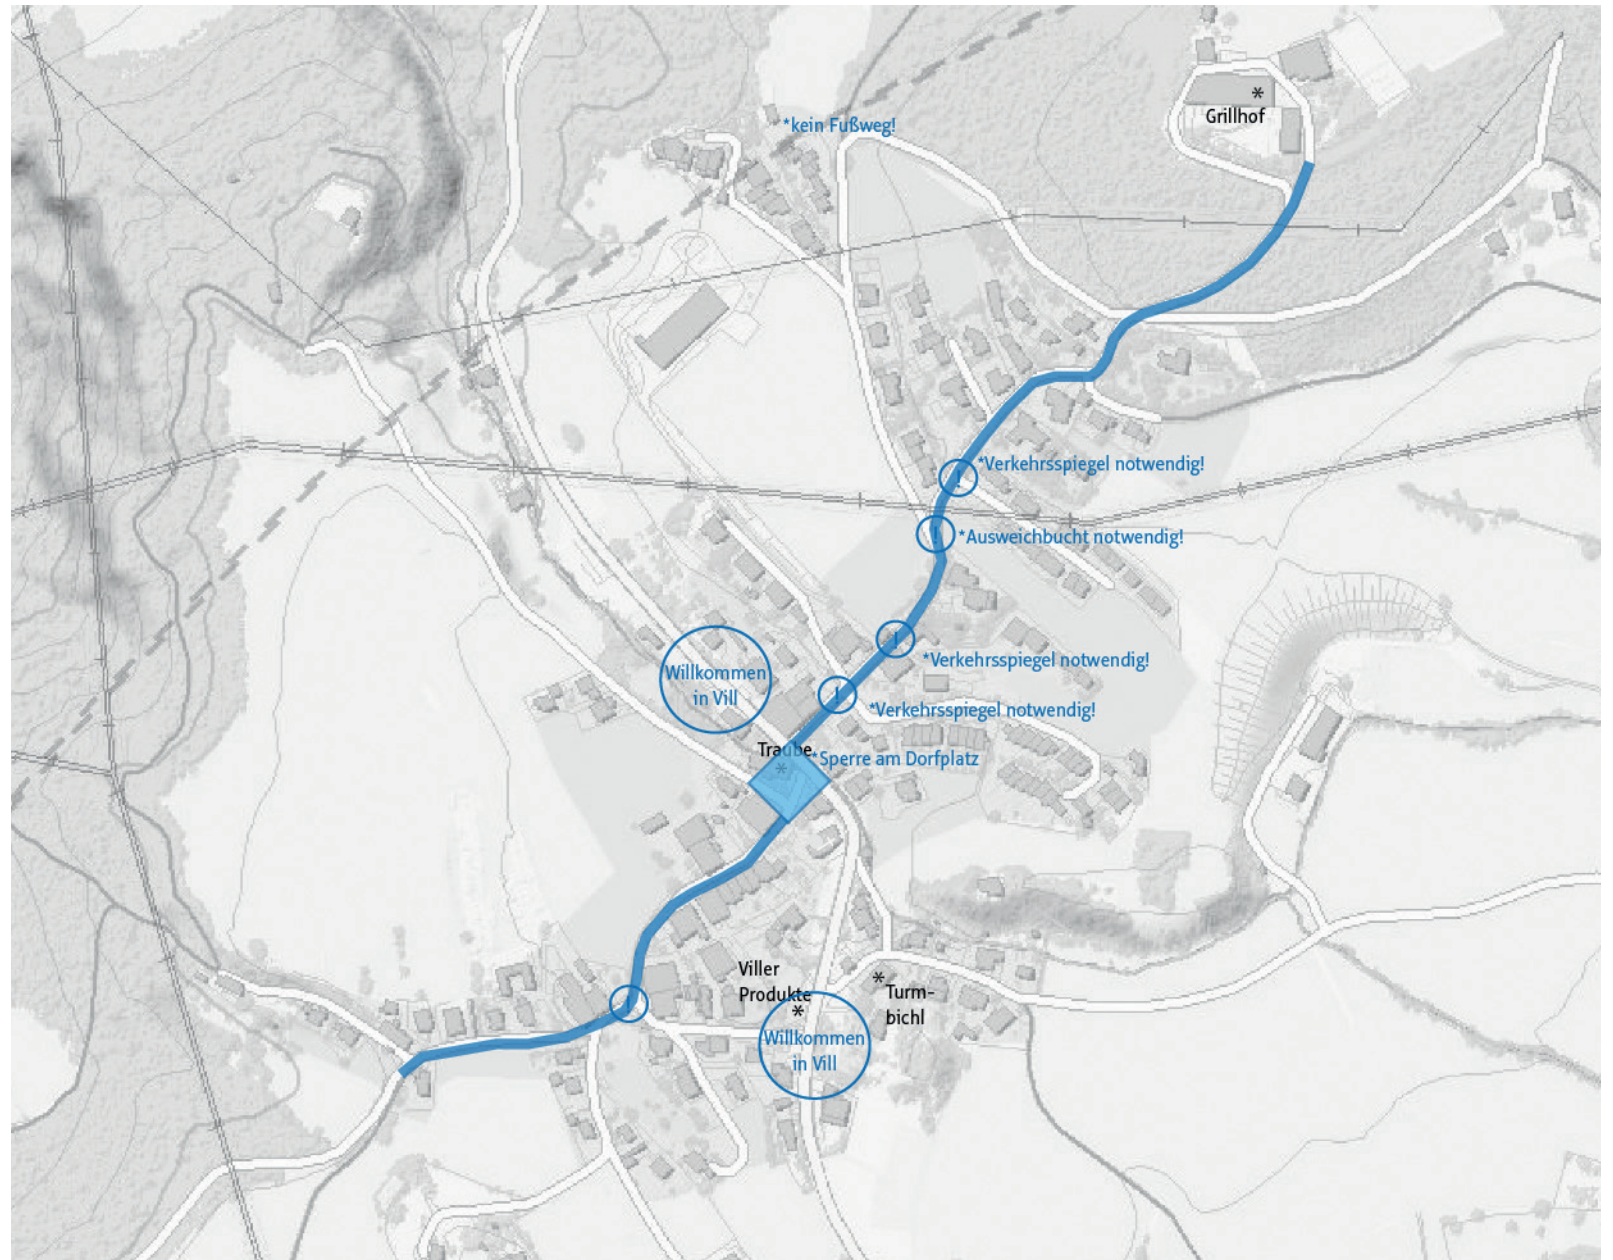 Grillhof
*kein Fußweg!
*Verkehrsspiegel notwendig!
!
*Ausweichbucht notwendig!
!
!
*Verkehrsspiegel notwendig!
Willkommen
in Vill
!
*Verkehrsspiegel notwendig!
Traube
*Sperre am Dorfplatz
Viller
Produkte
Turm-
bichl
!
Willkommen
in Vill